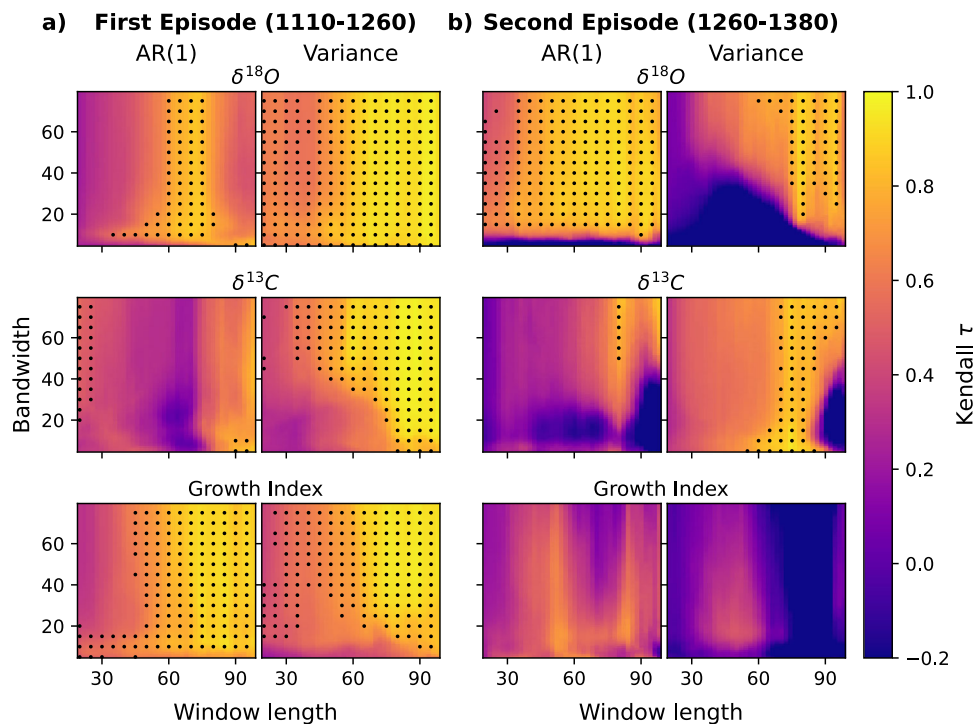 a) First Episode (1110-1260) b) Second Episode (1260-1380)
AR(1) Variance AR(1) Variance
δ18O δ18O
60
40
20
δ13C δ13C
60
40
20
Growth Index Growth Index
60
40
20
30 60 90 30 60 90 30 60 90 30 60 90
Window length Window length
Bandwidth
1.0
0.8
0.6
0.4
0.2
0.0
−0.2
Kendall τ